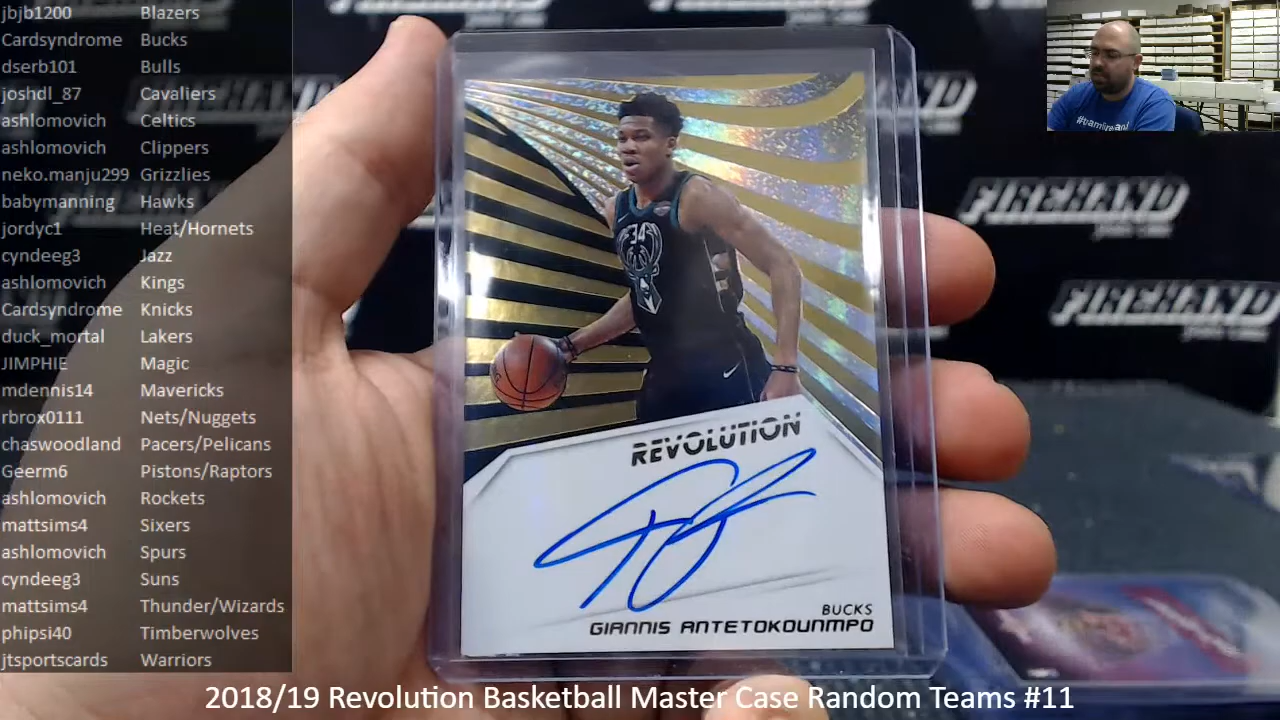 jbjb1200 Blazers
Cardsyndrome Bucks
dserb101 Bulls
joshdl_87 Cavaliers
ashlomovich Celtics
ashlomovich Clippers
neko.manju299 Grizzlies
babymanning Hawks
jordyc1 Heat/Hornets
cyndeeg3 Jazz
ashlomovich Kings
Cardsyndrome Knicks
duck_mortal Lakers
JIMPHIE Magic
mdennis14 Mavericks
rbrox0111 Nets/Nuggets
chaswoodland Pacers/Pelicans
Geerm6 Pistons/Raptors
ashlomovich Rockets
mattsims4 Sixers
ashlomovich Spurs
cyndeeg3 Suns
mattsims4 Thunder/Wizards
phipsi40 Timberwolves
jtsportscards Warriors
FIREHAND
FIREHAND
34
REVOLUTION
BUCKS
GIANNIS ANTETOKOUNMPO
2018/19 Revolution Basketball Master Case Random Teams #11